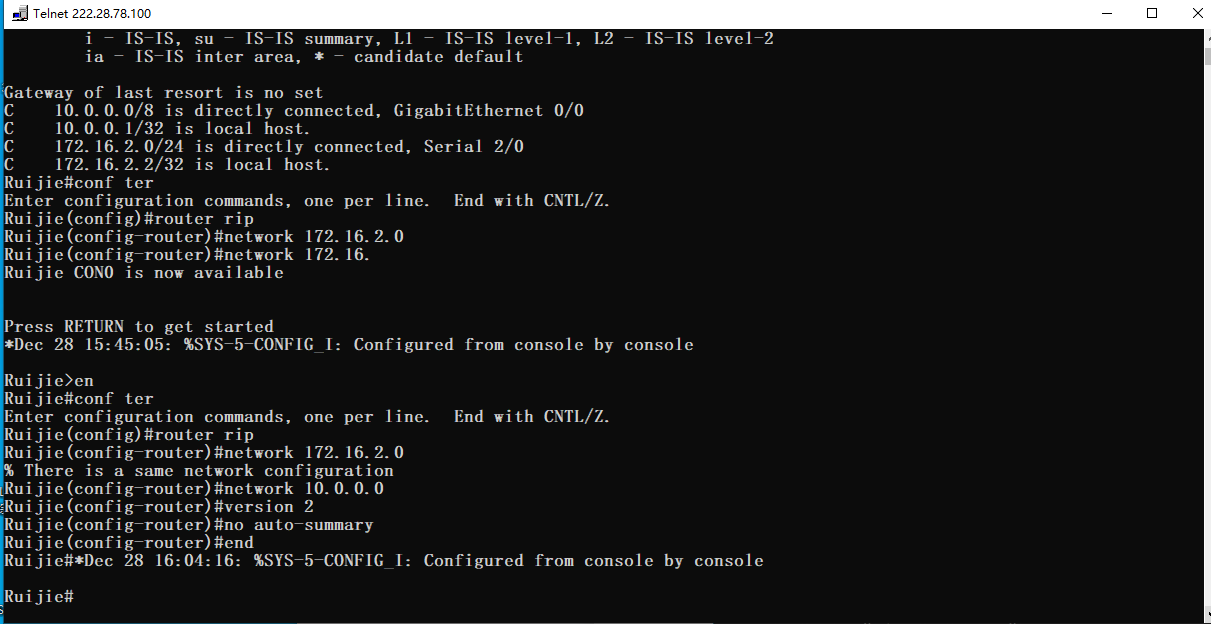 Telnet 222.28.78.100
i - IS-IS, su - IS-IS summary, L1 - IS-IS level-1, L2 - IS-IS level-2
ia - IS-IS inter area, * - candidate default
Gateway of last resort is no set
C    10.0.0.0/8 is directly connected, GigabitEthernet 0/0
C    10.0.0.1/32 is local host.
C    172.16.2.0/24 is directly connected, Serial 2/0
C    172.16.2.2/32 is local host.
Ruijie#conf ter
Enter configuration commands, one per line.  End with CNTL/Z.
Ruijie(config)#router rip
Ruijie(config-router)#network 172.16.2.0
Ruijie(config-router)#network 172.16.
Ruijie CON0 is now available
Press RETURN to get started
*Dec 28 15:45:05: %SYS-5-CONFIG_I: Configured from console by console
Ruijie>en
Ruijie#conf ter
Enter configuration commands, one per line.  End with CNTL/Z.
Ruijie(config)#router rip
Ruijie(config-router)#network 172.16.2.0
% There is a same network configuration
Ruijie(config-router)#network 10.0.0.0
Ruijie(config-router)#version 2
Ruijie(config-router)#no auto-summary
Ruijie(config-router)#end
Ruijie#*Dec 28 16:04:16: %SYS-5-CONFIG_I: Configured from console by console
Ruijie#